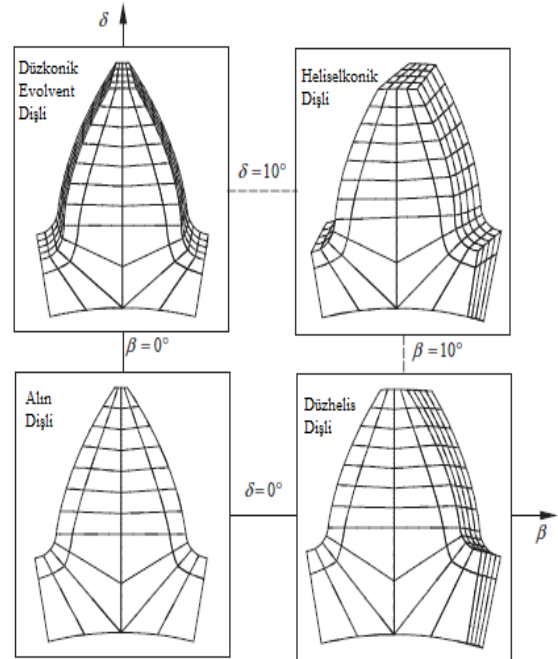 δ
Düzkonik
Evolvent
Dişli
Heliselkonik
Dişli
δ = 10°
β = 0°
β = 10°
Alın
Dişli
Düzhelis
Dişli
δ = 0°
β